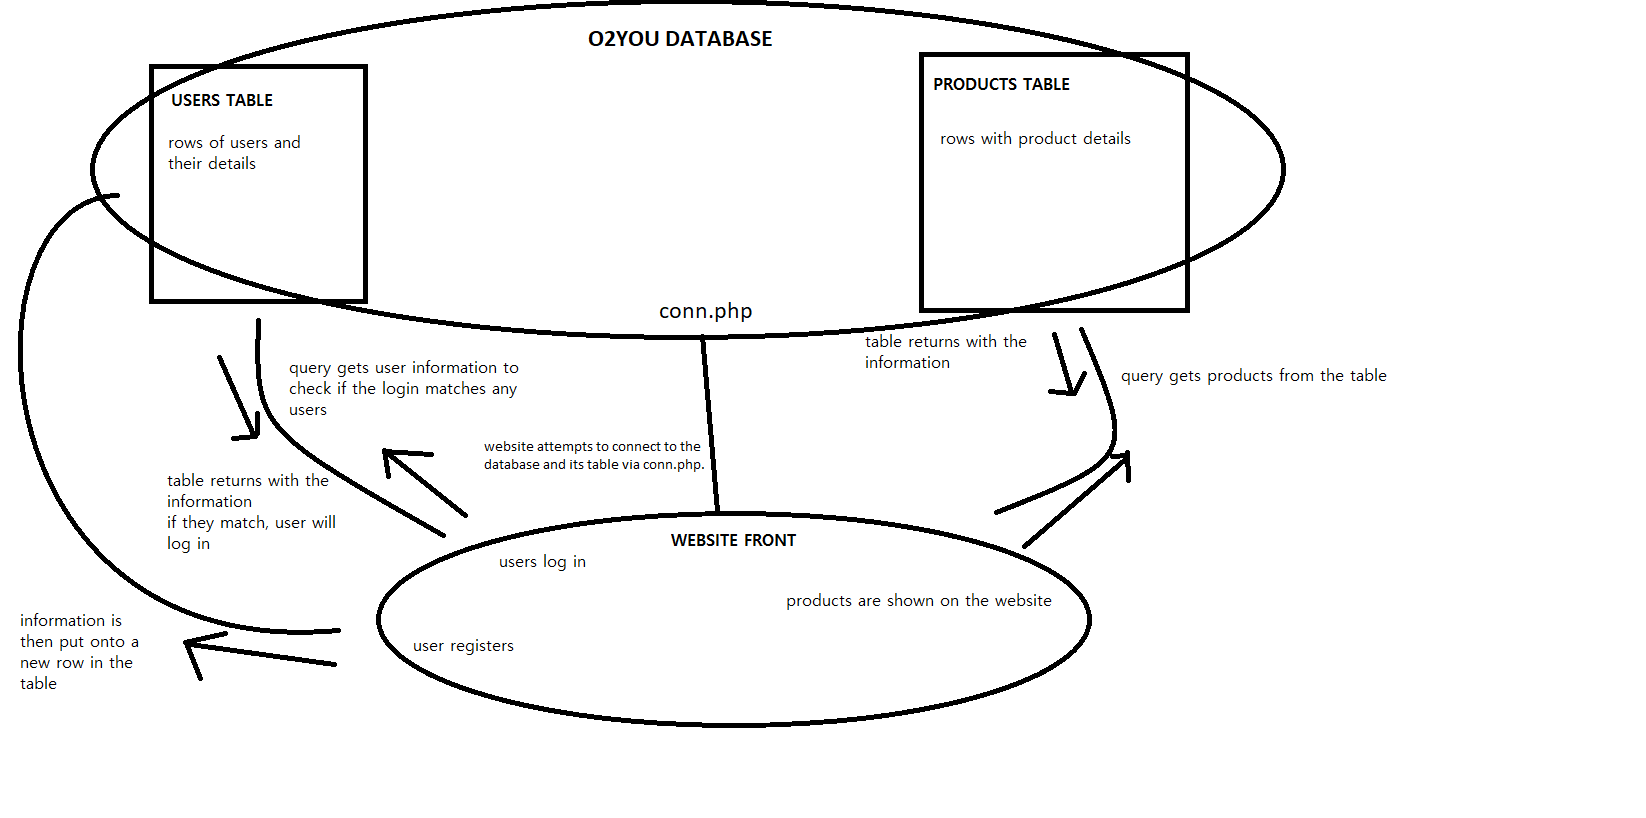 O2YOU DATABASE
USERS TABLE
rows of users and
their details
PRODUCTS TABLE
rows with product details
conn.php
table returns with the
information
query gets products from the table
query gets user information to
check if the login matches any
users
website attempts to connect to the
database and its table via conn.php.
table returns with the
information
if they match, user will
log in
WEBSITE FRONT
users log in
products are shown on the website
user registers
information is
then put onto a
new row in the
table